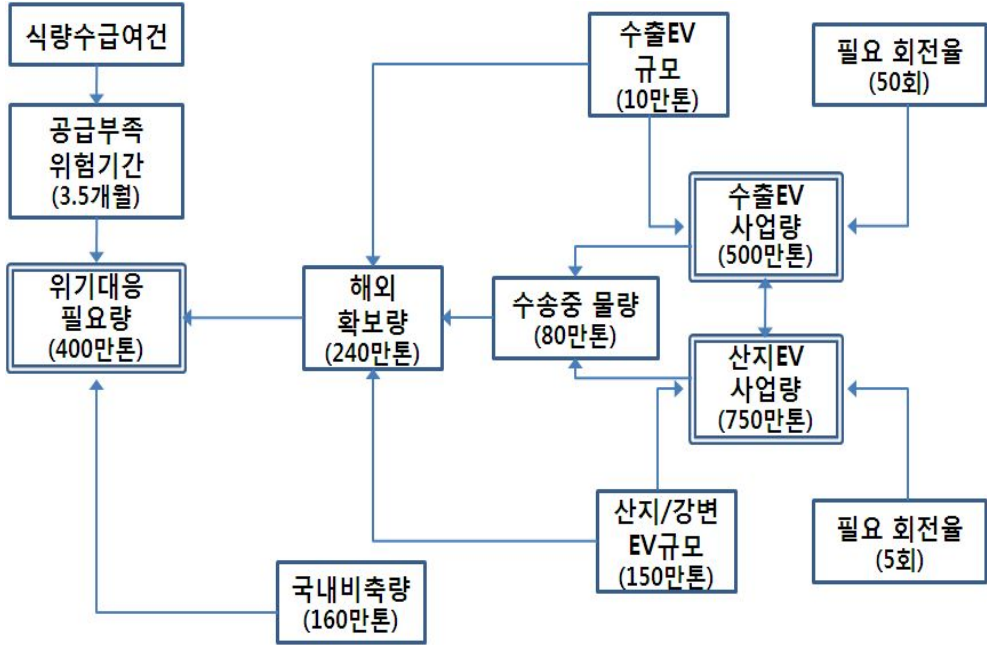 식량수급여건
공급부족
위험기간
(3.5개월)
위기대응
필요량
(400만톤)
수출EV
규모
(10만톤)
필요 회전율
(50회)
수출EV
사업량
(500만톤)
해외
확보량
(240만톤)
수송중 물량
(80만톤)
산지EV
사업량
(750만톤)
산지/강변
EV규모
(150만톤)
필요 회전율
(5회)
국내비축량
(160만톤)